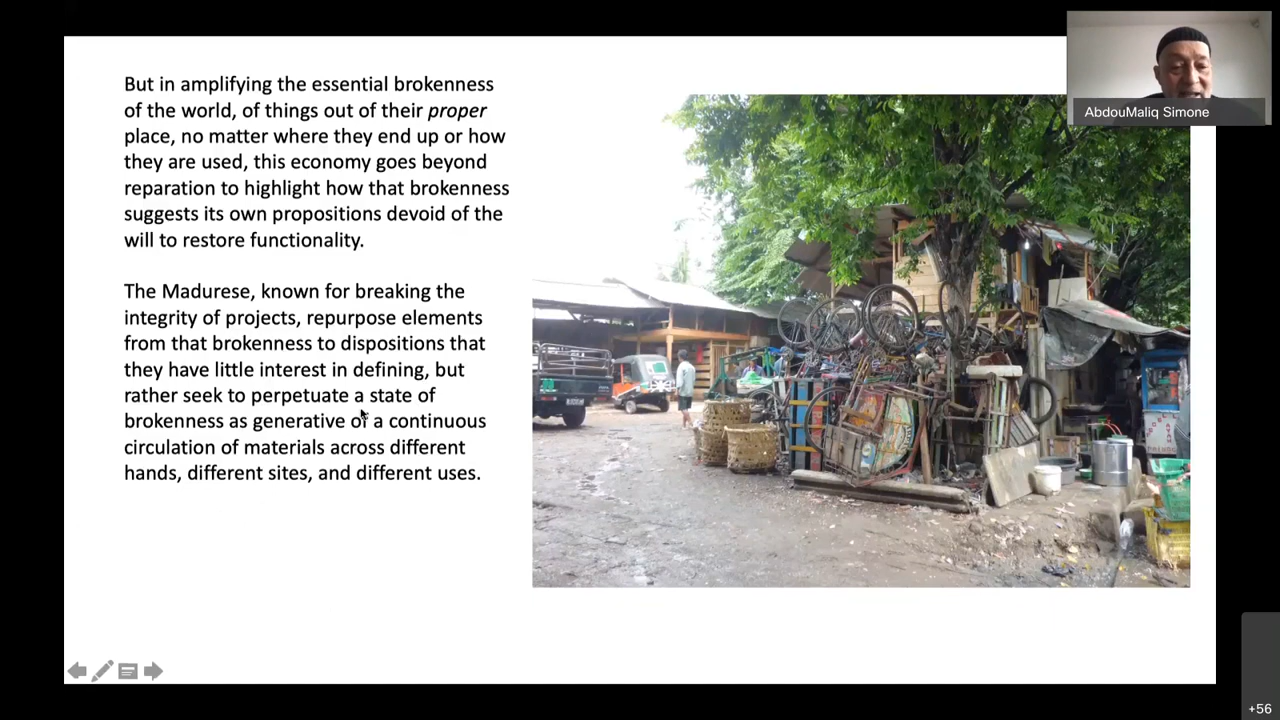 But in amplifying the essential brokenness
of the world, of things out of their proper
place, no matter where they end up or how
they are used, this economy goes beyond
reparation to highlight how that brokenness
suggests its own propositions devoid of the
will to restore functionality.
The Madurese, known for breaking the
integrity of projects, repurpose elements
from that brokenness to dispositions that
they have little interest in defining, but
rather seek to perpetuate a state of
brokenness as generative of a continuous
circulation of materials across different
hands, different sites, and different uses.
AbdouMaliq Simone
+56